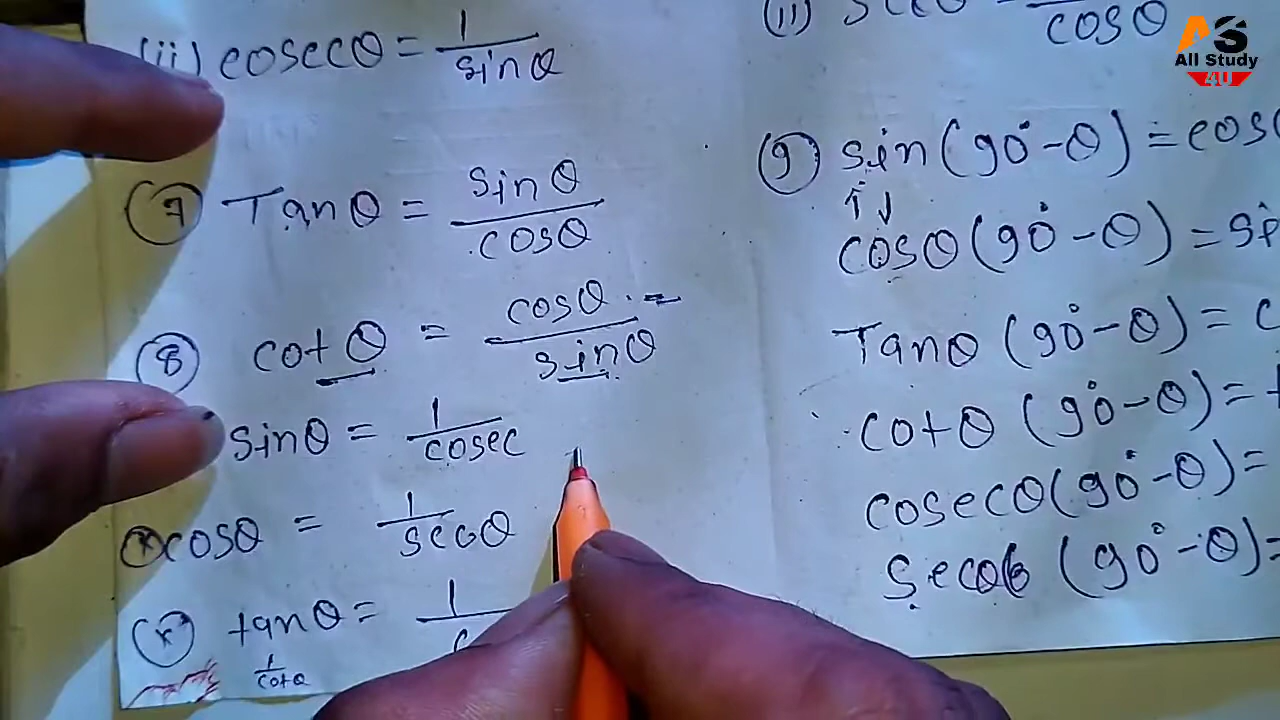 (ii) cosecθ = 1/sinθ
(7) Tanθ = sinθ/cosθ
(8) cotθ = cosθ/sinθ
sinθ = 1/cosec
cosθ = 1/secθ
tanθ = 1/
1/cotθ
(ii) secθ
cosθ
(9) sin(90°-θ) = cos
↑↓
cosθ(90°-θ) = si
Tanθ (90°-θ) = c
cotθ (90°-θ) = t
cosecθ(90°-θ) =
Secθ (90°-θ) =
AS
All Study
4U